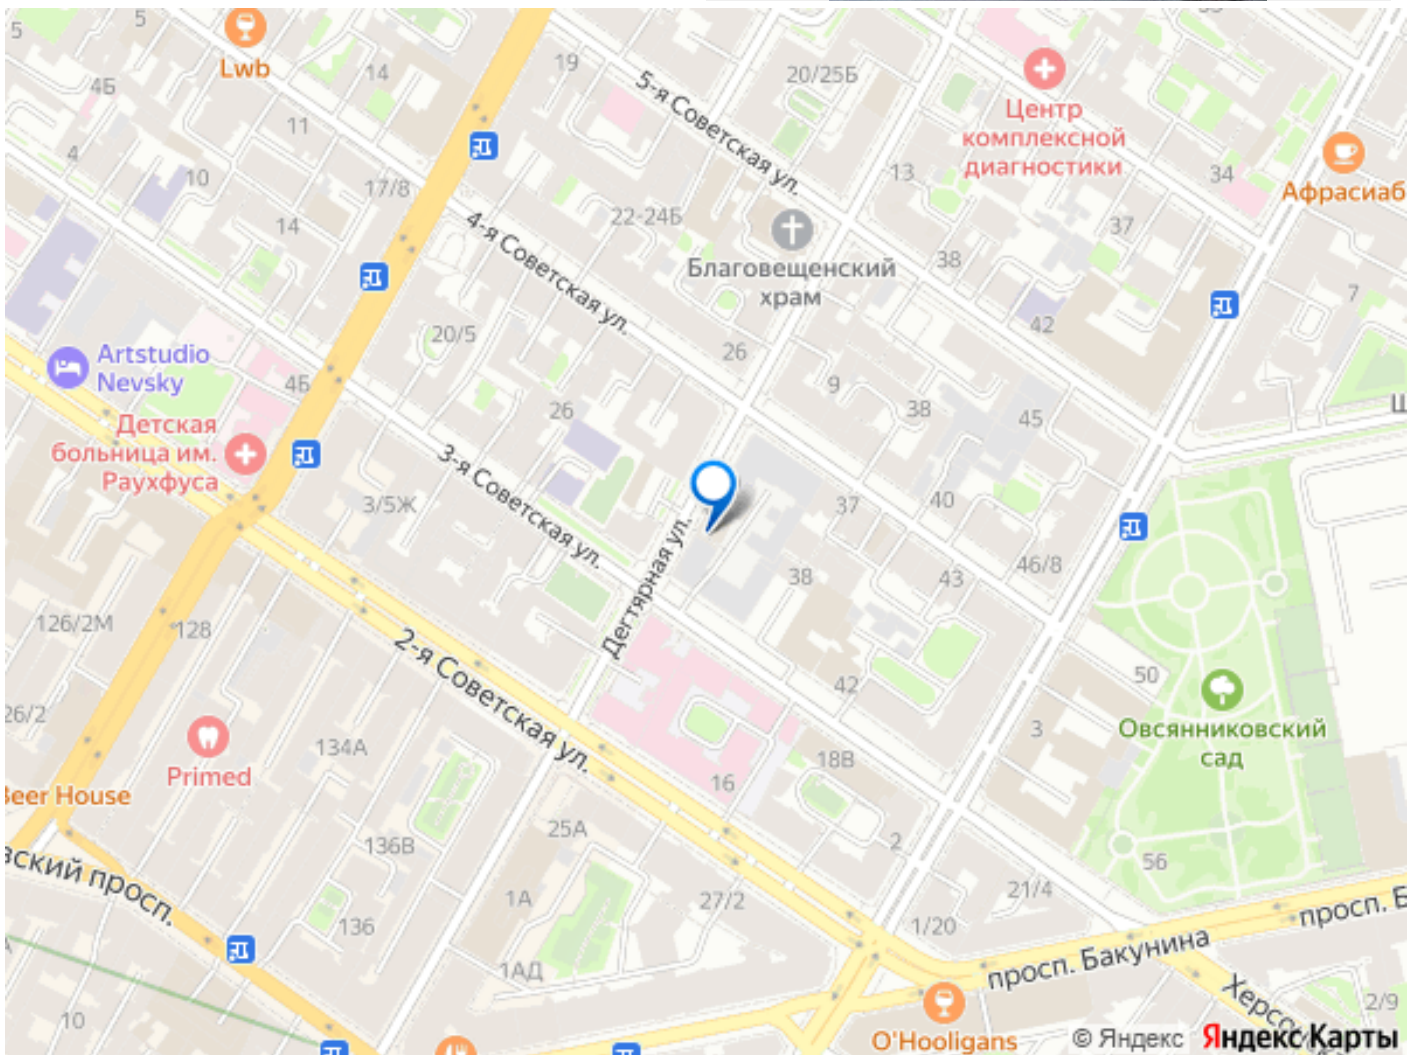 5
5
Lwb
14
19
20/25Б
5-я Советская ул.
Центр
комплексной
диагностики
4Б
11
4
10
17/8
14
22-24Б
13
34
Афрасиаб
37
4-я Советская ул.
Благовещенский
храм
38
7
42
20/5
26
Artstudio
Nevsky
4Б
9
38
45
26
Детская
больница им.
Раухфуса
3-я Советская ул.
3/5Ж
37
40
Дегтярная ул.
38
43
46/8
126/2М
128
2-я Советская ул.
42
50
26/2
134А
Primed
16
18В
3
Овсянниковский
сад
Beer House
25А
136В
2
56
вский просп.
1А
27/2
21/4
136
1/20
просп. Б
просп. Бакунина
1АД
10
O'Hooligans
2/9
© Яндекс
Яндекс Карты